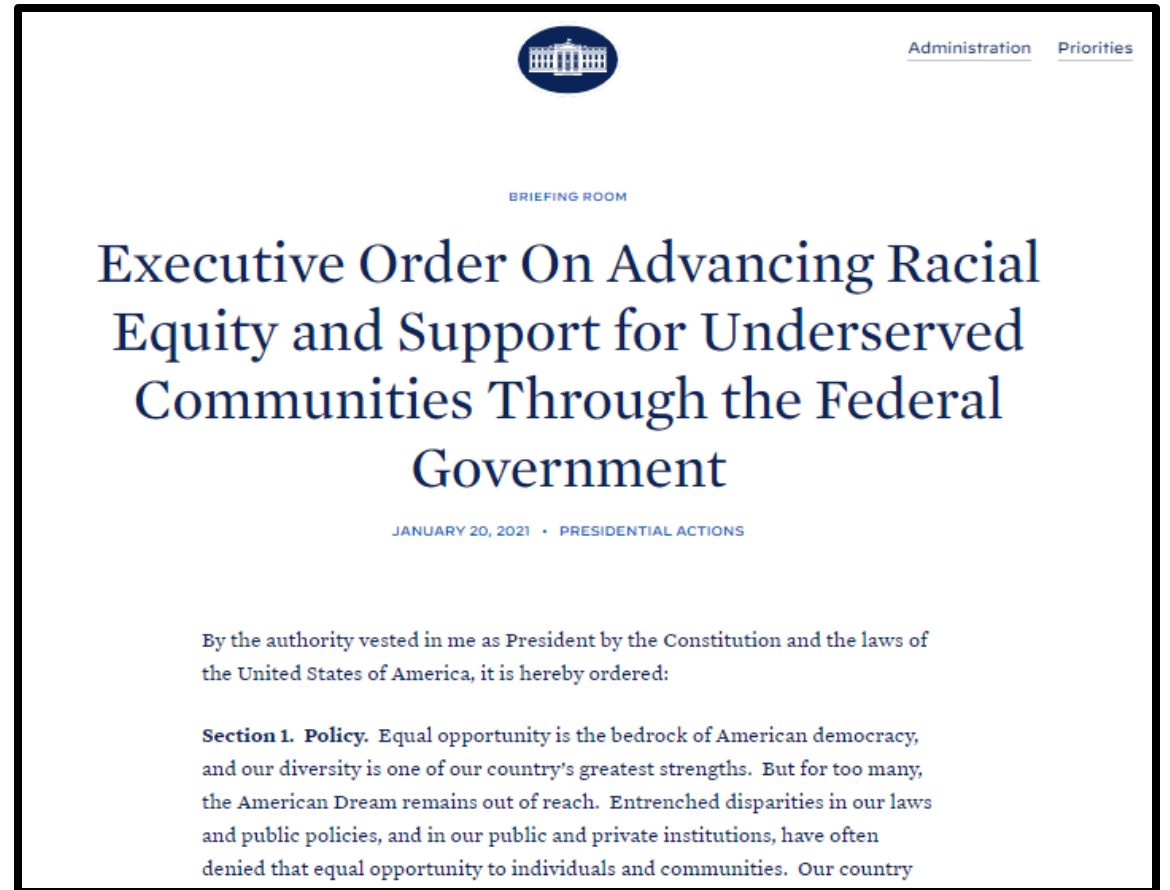 Administration Priorities
BRIEFING ROOM
Executive Order On Advancing Racial
Equity and Support for Underserved
Communities Through the Federal
Government
JANUARY 20, 2021 • PRESIDENTIAL ACTIONS
By the authority vested in me as President by the Constitution and the laws of
the United States of America, it is hereby ordered:
Section 1.  Policy.  Equal opportunity is the bedrock of American democracy,
and our diversity is one of our country’s greatest strengths.  But for too many,
the American Dream remains out of reach.  Entrenched disparities in our laws
and public policies, and in our public and private institutions, have often
denied that equal opportunity to individuals and communities.  Our country